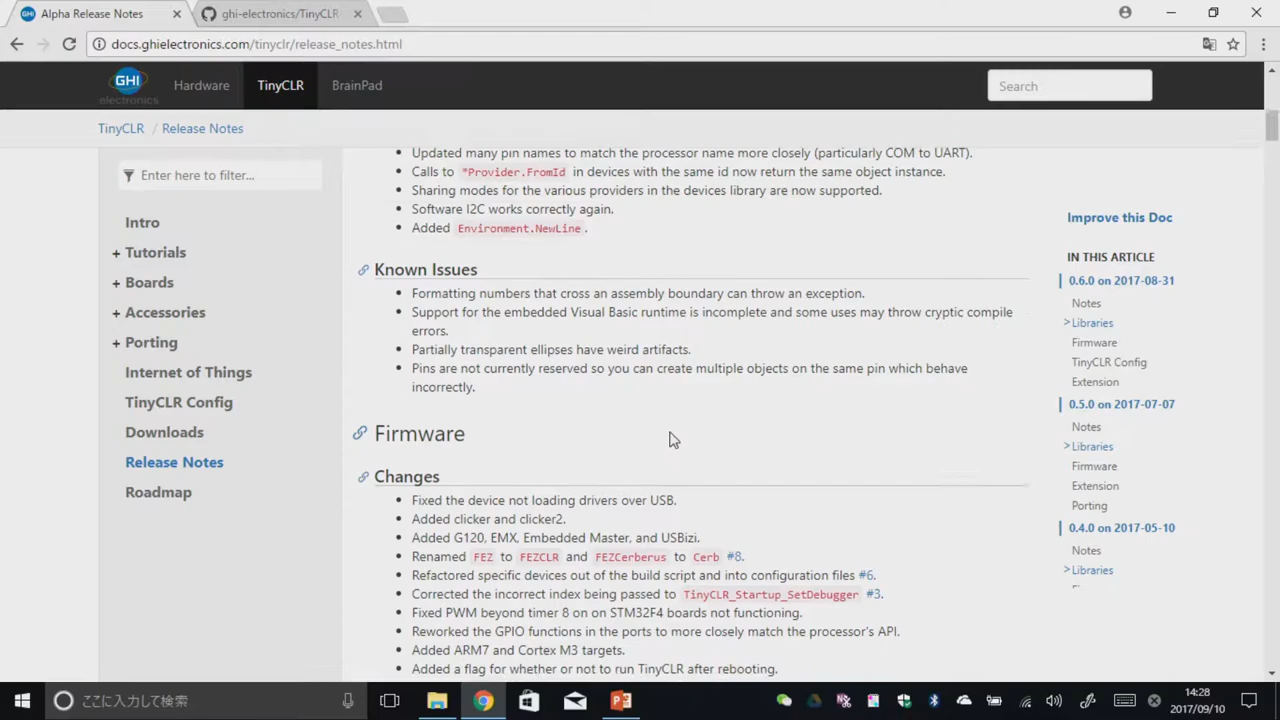 Alpha Release Notes
ghi-electronics/TinyCLR
docs.ghielectronics.com/tinyclr/release_notes.html
GHI electronics
Hardware
TinyCLR
BrainPad
Search
TinyCLR / Release Notes
Enter here to filter...
Intro
+ Tutorials
+ Boards
+ Accessories
+ Porting
Internet of Things
TinyCLR Config
Downloads
Release Notes
Roadmap
• Updated many pin names to match the processor name more closely (particularly COM to UART).
• Calls to *Provider.FromId in devices with the same id now return the same object instance.
• Sharing modes for the various providers in the devices library are now supported.
• Software I2C works correctly again.
• Added Environment.NewLine.
Known Issues
• Formatting numbers that cross an assembly boundary can throw an exception.
• Support for the embedded Visual Basic runtime is incomplete and some uses may throw cryptic compile
errors.
• Partially transparent ellipses have weird artifacts.
• Pins are not currently reserved so you can create multiple objects on the same pin which behave
incorrectly.
Firmware
Changes
• Fixed the device not loading drivers over USB.
• Added clicker and clicker2.
• Added G120, EMX, Embedded Master, and USBizi.
• Renamed FEZ to FEZCLR and FEZCerberus to Cerb #8.
• Refactored specific devices out of the build script and into configuration files #6.
• Corrected the incorrect index being passed to TinyCLR_Startup_SetDebugger #3.
• Fixed PWM beyond timer 8 on on STM32F4 boards not functioning.
• Reworked the GPIO functions in the ports to more closely match the processor's API.
• Added ARM7 and Cortex M3 targets.
• Added a flag for whether or not to run TinyCLR after rebooting.
Improve this Doc
IN THIS ARTICLE
0.6.0 on 2017-08-31
Notes
>Libraries
Firmware
TinyCLR Config
Extension
0.5.0 on 2017-07-07
Notes
>Libraries
Firmware
Extension
Porting
0.4.0 on 2017-05-10
Notes
>Libraries
ここに入力して検索
14:28
2017/09/10